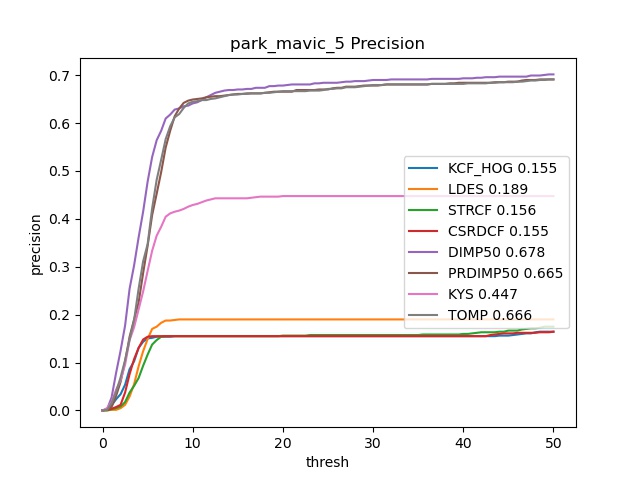 park_mavic_5 Precision
precision
0.7
0.6
0.5
0.4
0.3
0.2
0.1
0.0
KCF_HOG 0.155
LDES 0.189
STRCF 0.156
CSRDCF 0.155
DIMP50 0.678
PRDIMP50 0.665
KYS 0.447
TOMP 0.666
0 10 20 30 40 50
thresh